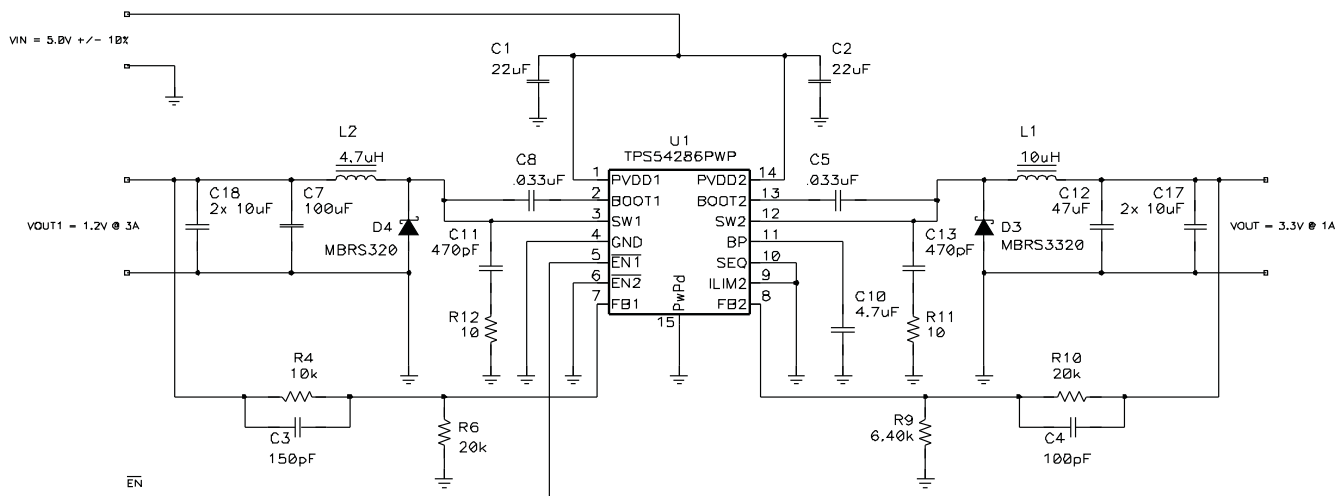 VIN = 5.0V +/- 10%
C1
22uF
C2
22uF
L2
4.7uH
C8
.033uF
U1
TPS54286PWP
C5
.033uF
L1
10uH
1 PVDD1
2 BOOT1
3 SW1
4 GND
5 EN1
6 EN2
7 FB1
PVDD2 14
BOOT2 13
SW2 12
BP 11
SEQ 10
ILIM2 9
FB2 8
15 PwPd
C18
2x 10uF
C7
100uF
D4
MBRS320
C11
470pF
C13
470pF
D3
MBRS3320
C12
47uF
C17
2x 10uF
VOUT1 = 1.2V @ 3A
VOUT = 3.3V @ 1A
R12
10
C10
4.7uF
R11
10
R4
10k
C3
150pF
R6
20k
R9
6.40k
R10
20k
C4
100pF
EN